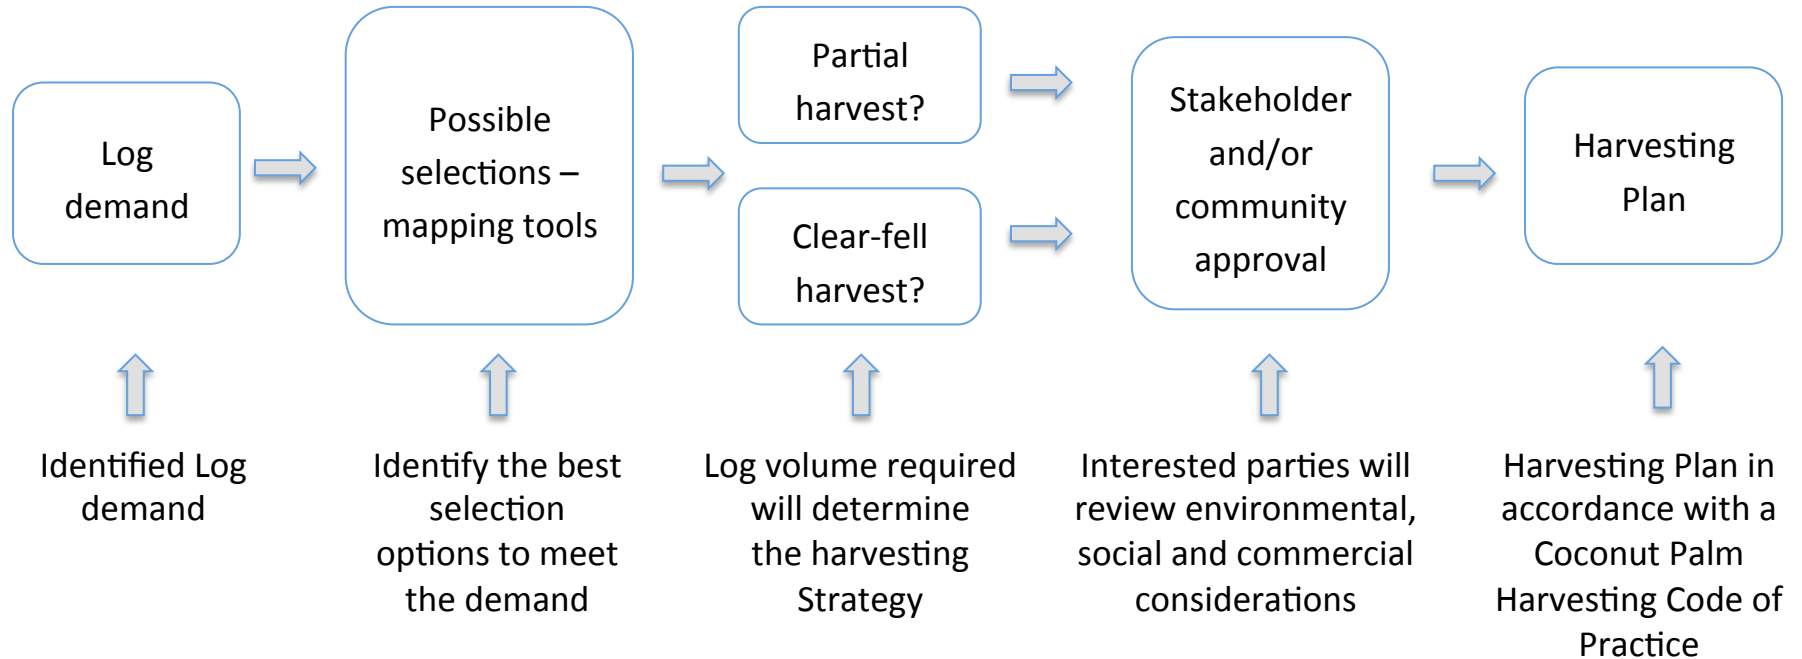 Log
demand
Possible
selections –
mapping tools
Partial
harvest?
Clear-fell
harvest?
Stakeholder
and/or
community
approval
Harvesting
Plan
Identified Log
demand
Identify the best
selection
options to meet
the demand
Log volume required
will determine
the harvesting
Strategy
Interested parties will
review environmental,
social and commercial
considerations
Harvesting Plan in
accordance with a
Coconut Palm
Harvesting Code of
Practice